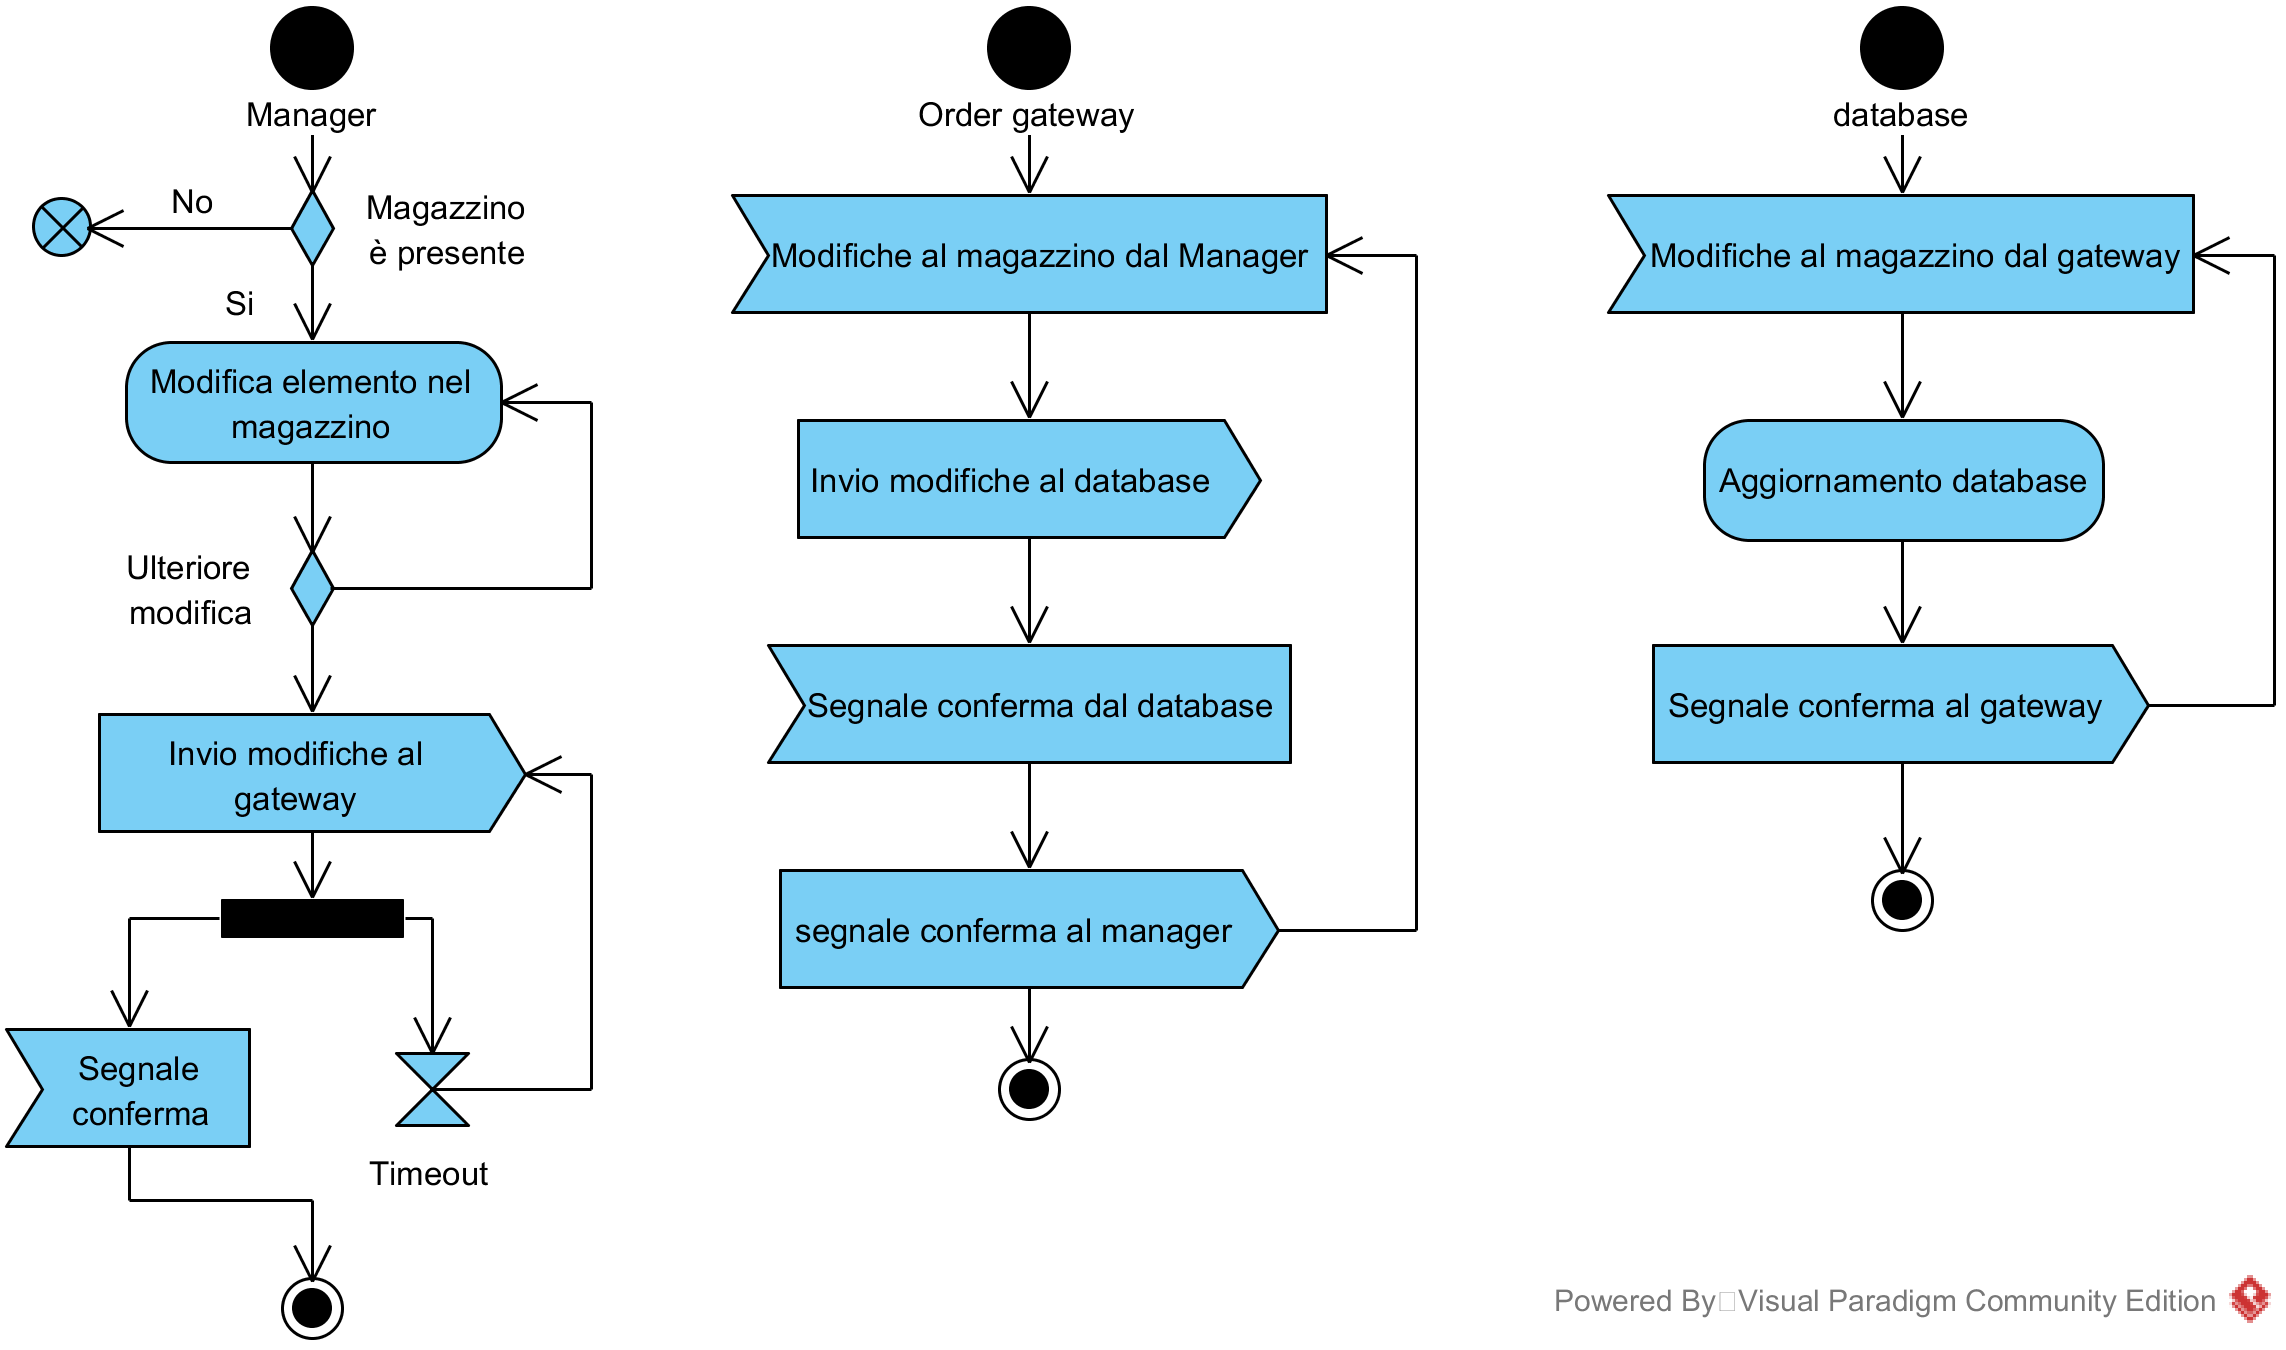 Manager
No
Magazzino
è presente
Si
Modifica elemento nel
magazzino
Ulteriore
modifica
Invio modifiche al
gateway
Segnale
conferma
Timeout
Order gateway
Modifiche al magazzino dal Manager
Invio modifiche al database
Segnale conferma dal database
segnale conferma al manager
database
Modifiche al magazzino dal gateway
Aggiornamento database
Segnale conferma al gateway
Powered By□Visual Paradigm Community Edition